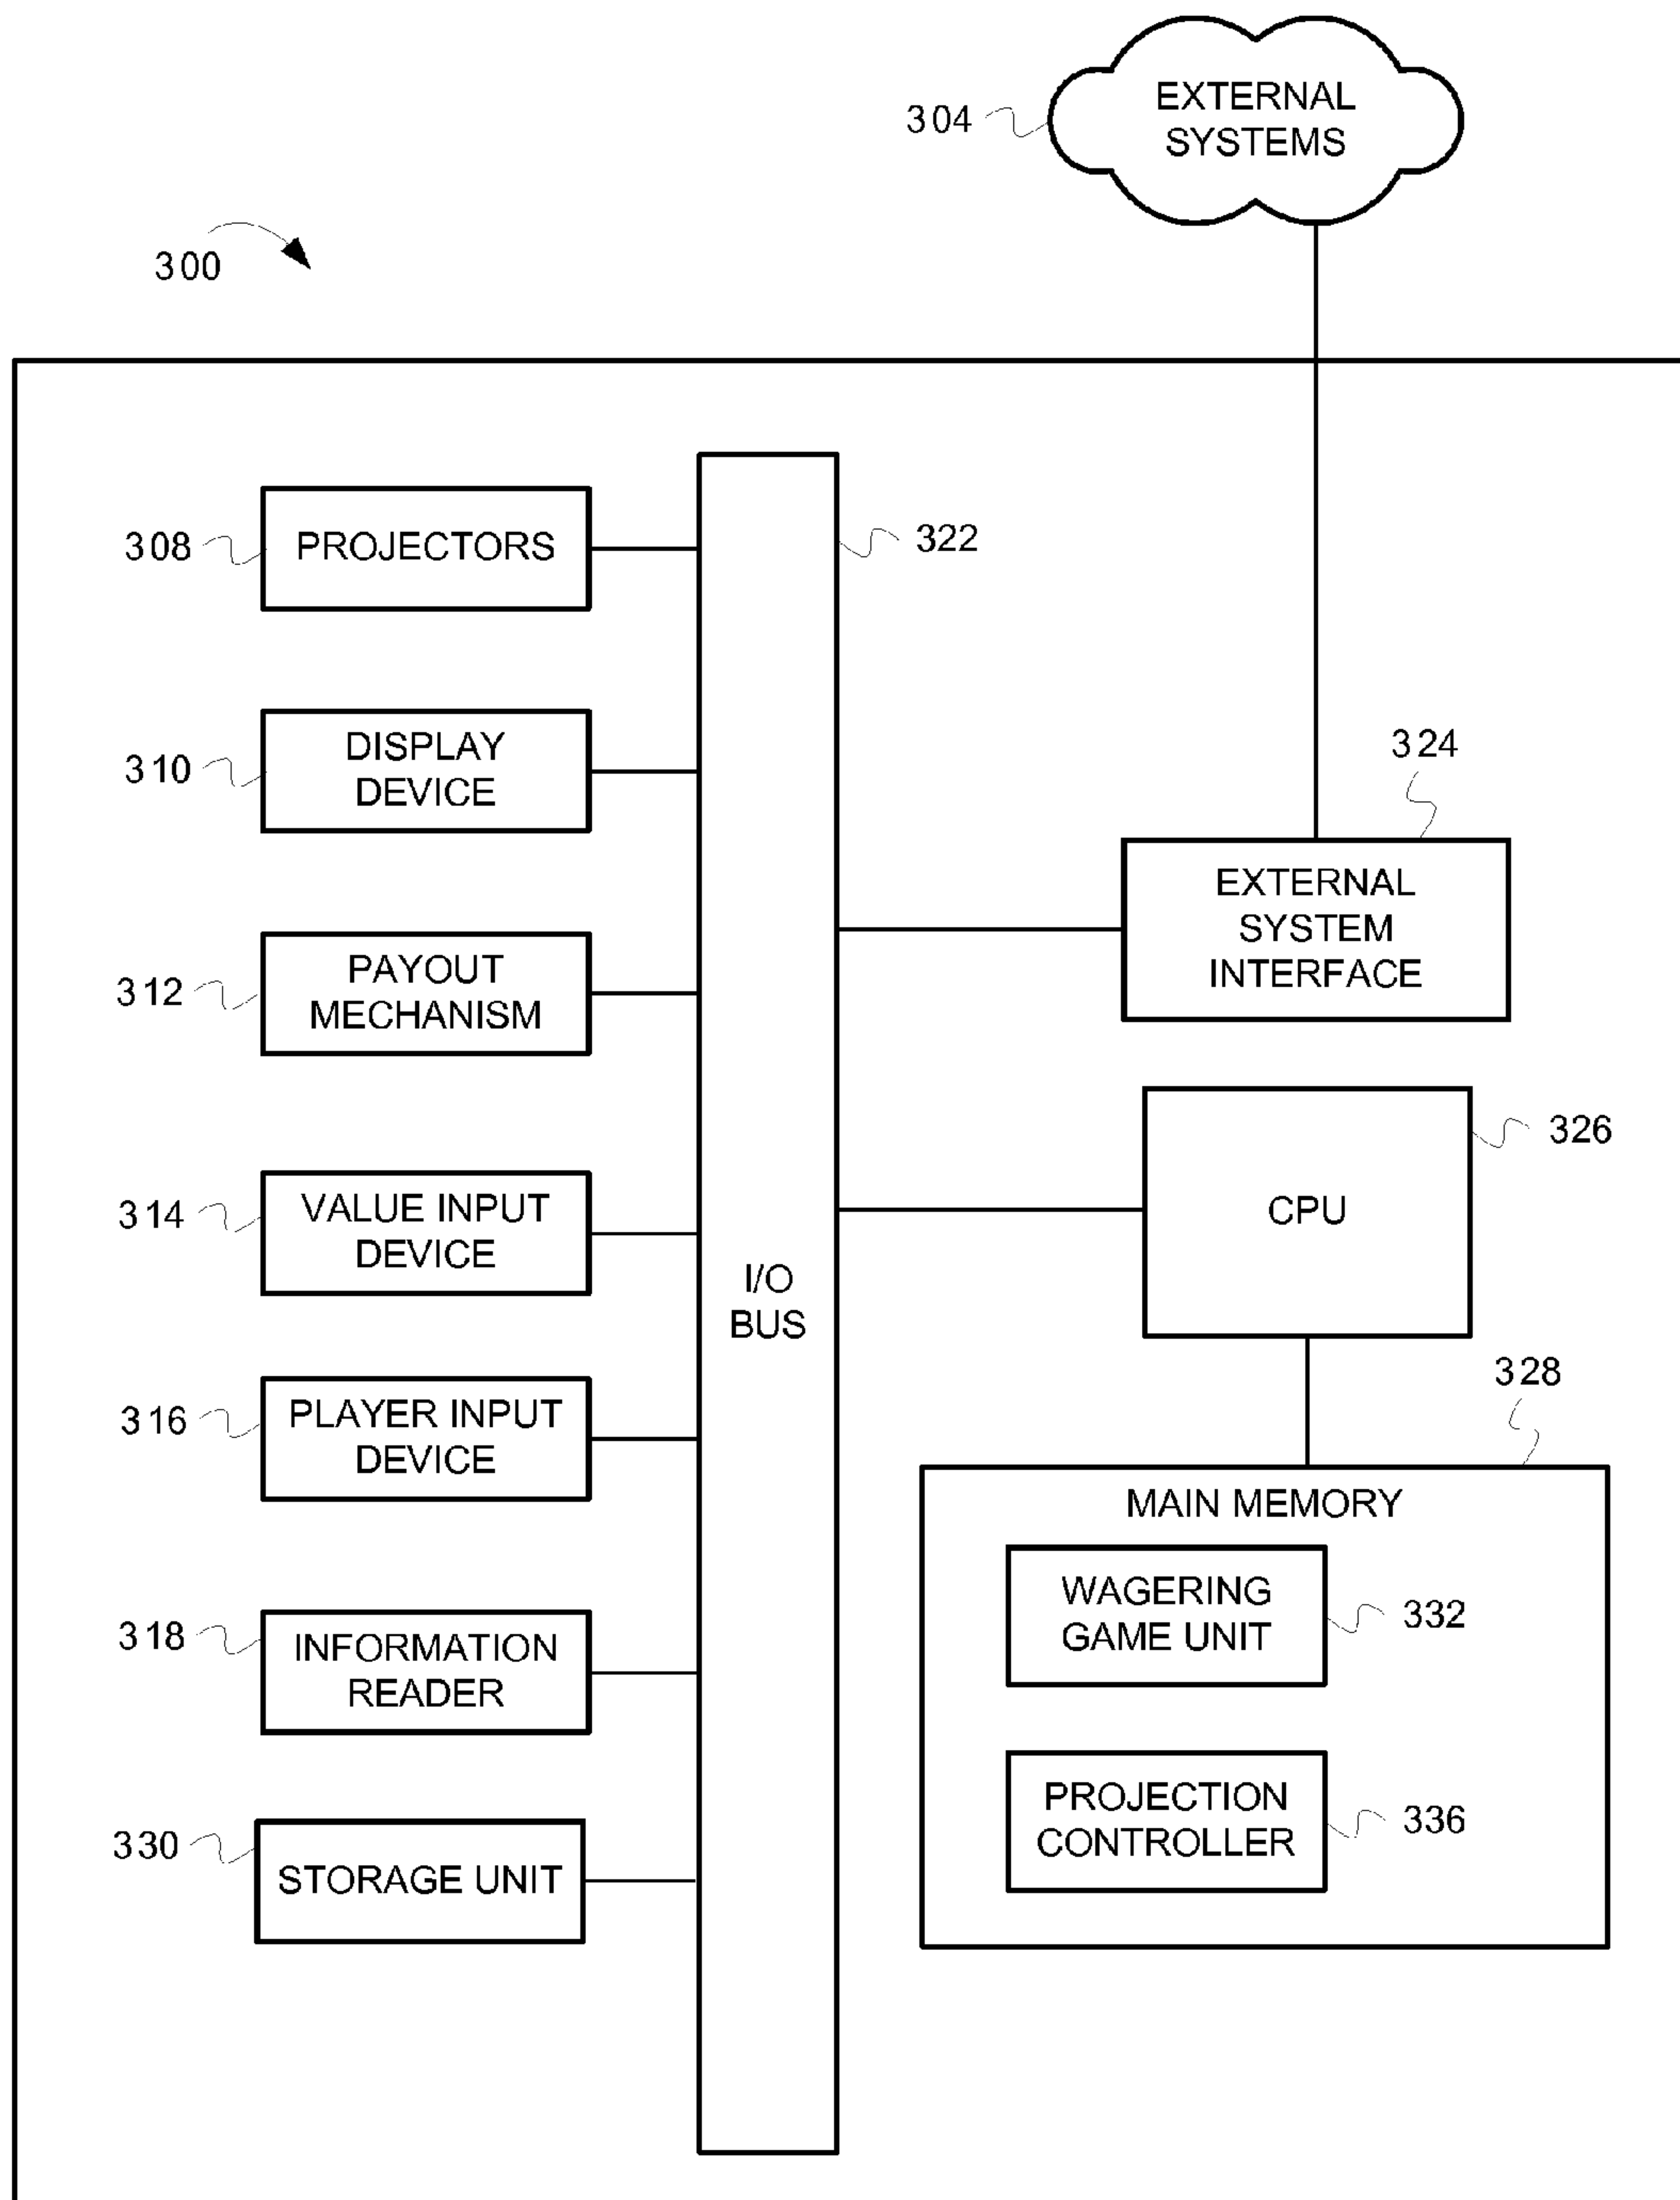 EXTERNAL
SYSTEMS
304
300
308
PROJECTORS
322
310
DISPLAY
DEVICE
324
EXTERNAL
SYSTEM
INTERFACE
312
PAYOUT
MECHANISM
326
CPU
314
VALUE INPUT
DEVICE
I/O
BUS
316
PLAYER INPUT
DEVICE
328
MAIN MEMORY
WAGERING
GAME UNIT
332
318
INFORMATION
READER
PROJECTION
CONTROLLER
336
330
STORAGE UNIT